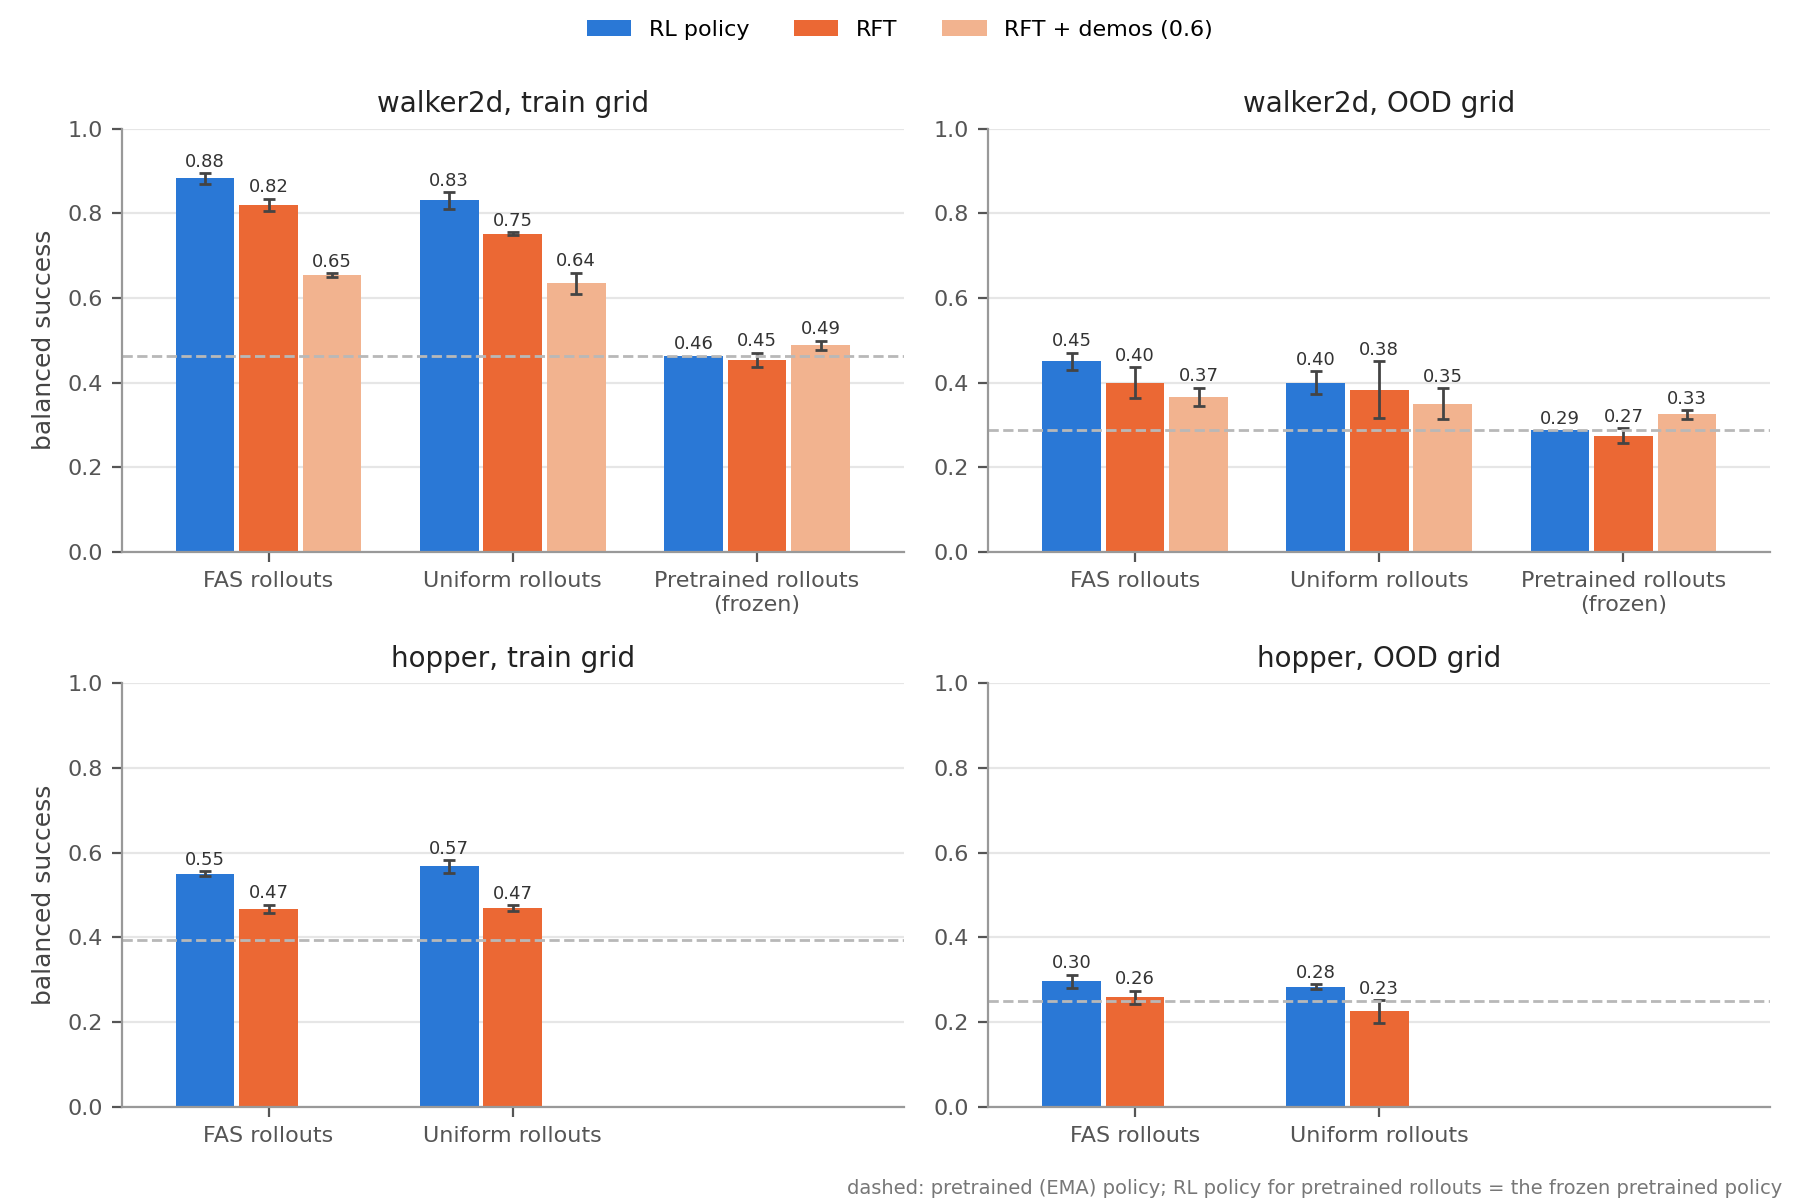 RL policy RFT RFT + demos (0.6)
walker2d, train grid
balanced success
1.0
0.8
0.6
0.4
0.2
0.0
0.88
0.82
0.65
0.83
0.75
0.64
0.46
0.45
0.49
FAS rollouts
Uniform rollouts
Pretrained rollouts
(frozen)
walker2d, OOD grid
1.0
0.8
0.6
0.4
0.2
0.0
0.45
0.40
0.37
0.40
0.38
0.35
0.29
0.27
0.33
FAS rollouts
Uniform rollouts
Pretrained rollouts
(frozen)
hopper, train grid
balanced success
1.0
0.8
0.6
0.4
0.2
0.0
0.55
0.47
0.57
0.47
FAS rollouts
Uniform rollouts
hopper, OOD grid
1.0
0.8
0.6
0.4
0.2
0.0
0.30
0.26
0.28
0.23
FAS rollouts
Uniform rollouts
dashed: pretrained (EMA) policy; RL policy for pretrained rollouts = the frozen pretrained policy